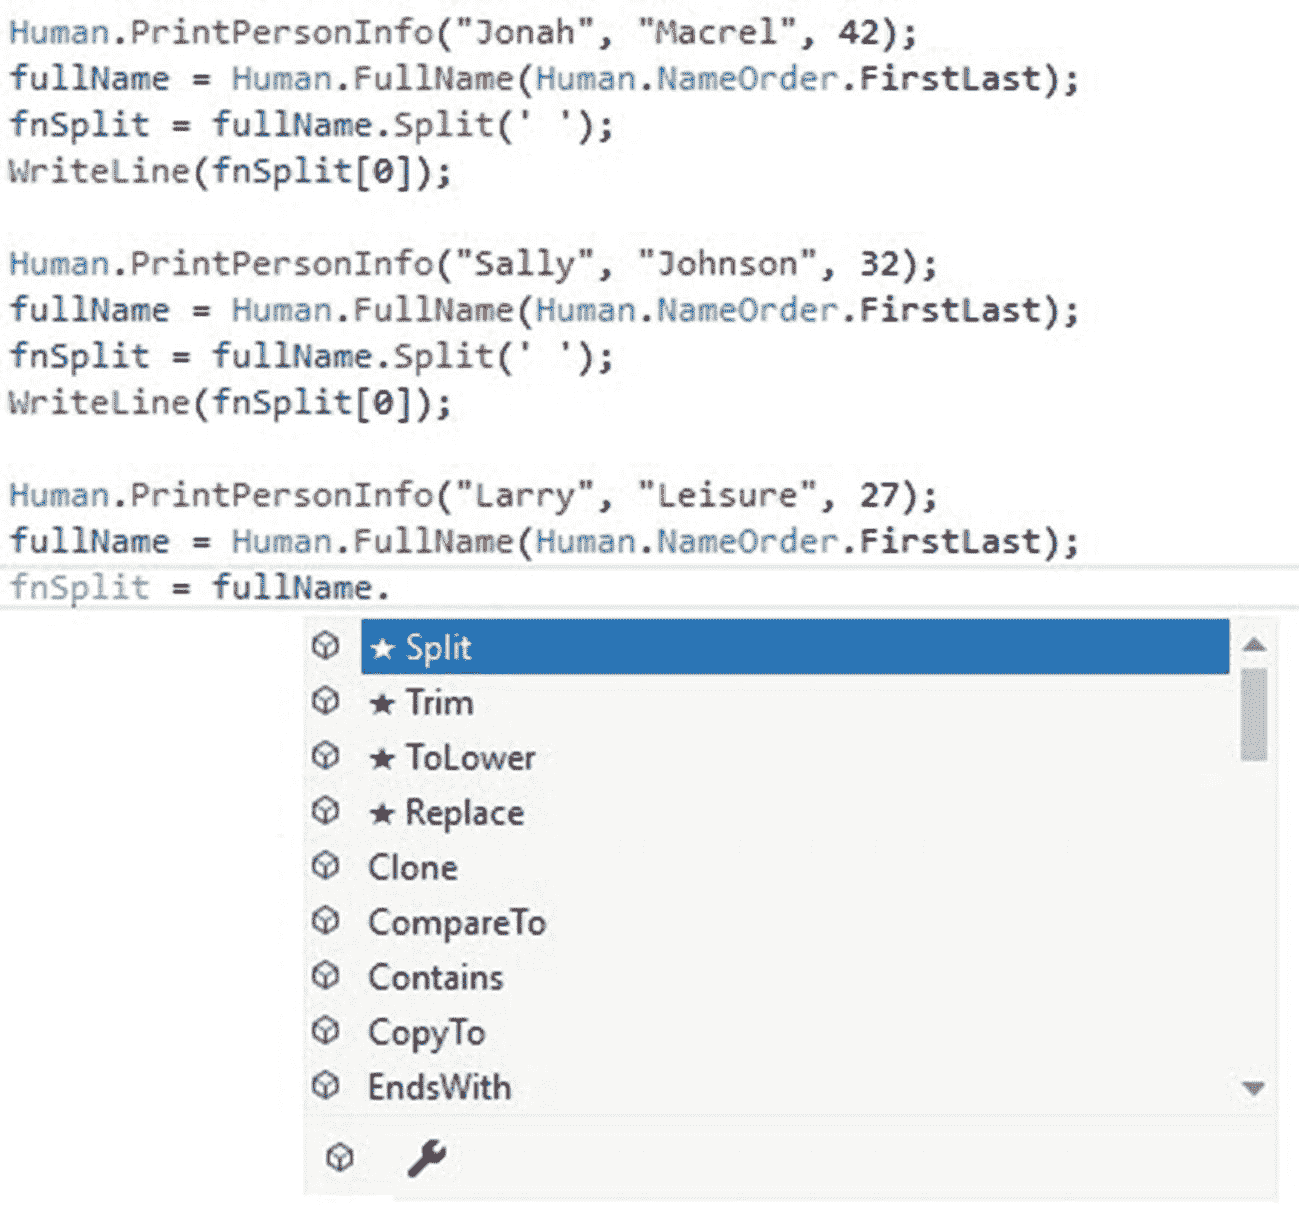 Human.PrintPersonInfo("Jonah", "Macrel", 42);
fullName = Human.FullName(Human.NameOrder.FirstLast);
fnSplit = fullName.Split(' ');
WriteLine(fnSplit[0]);
Human.PrintPersonInfo("Sally", "Johnson", 32);
fullName = Human.FullName(Human.NameOrder.FirstLast);
fnSplit = fullName.Split(' ');
WriteLine(fnSplit[0]);
Human.PrintPersonInfo("Larry", "Leisure", 27);
fullName = Human.FullName(Human.NameOrder.FirstLast);
fnSplit = fullName.
★ Split
★ Trim
★ ToLower
★ Replace
Clone
CompareTo
Contains
CopyTo
EndsWith